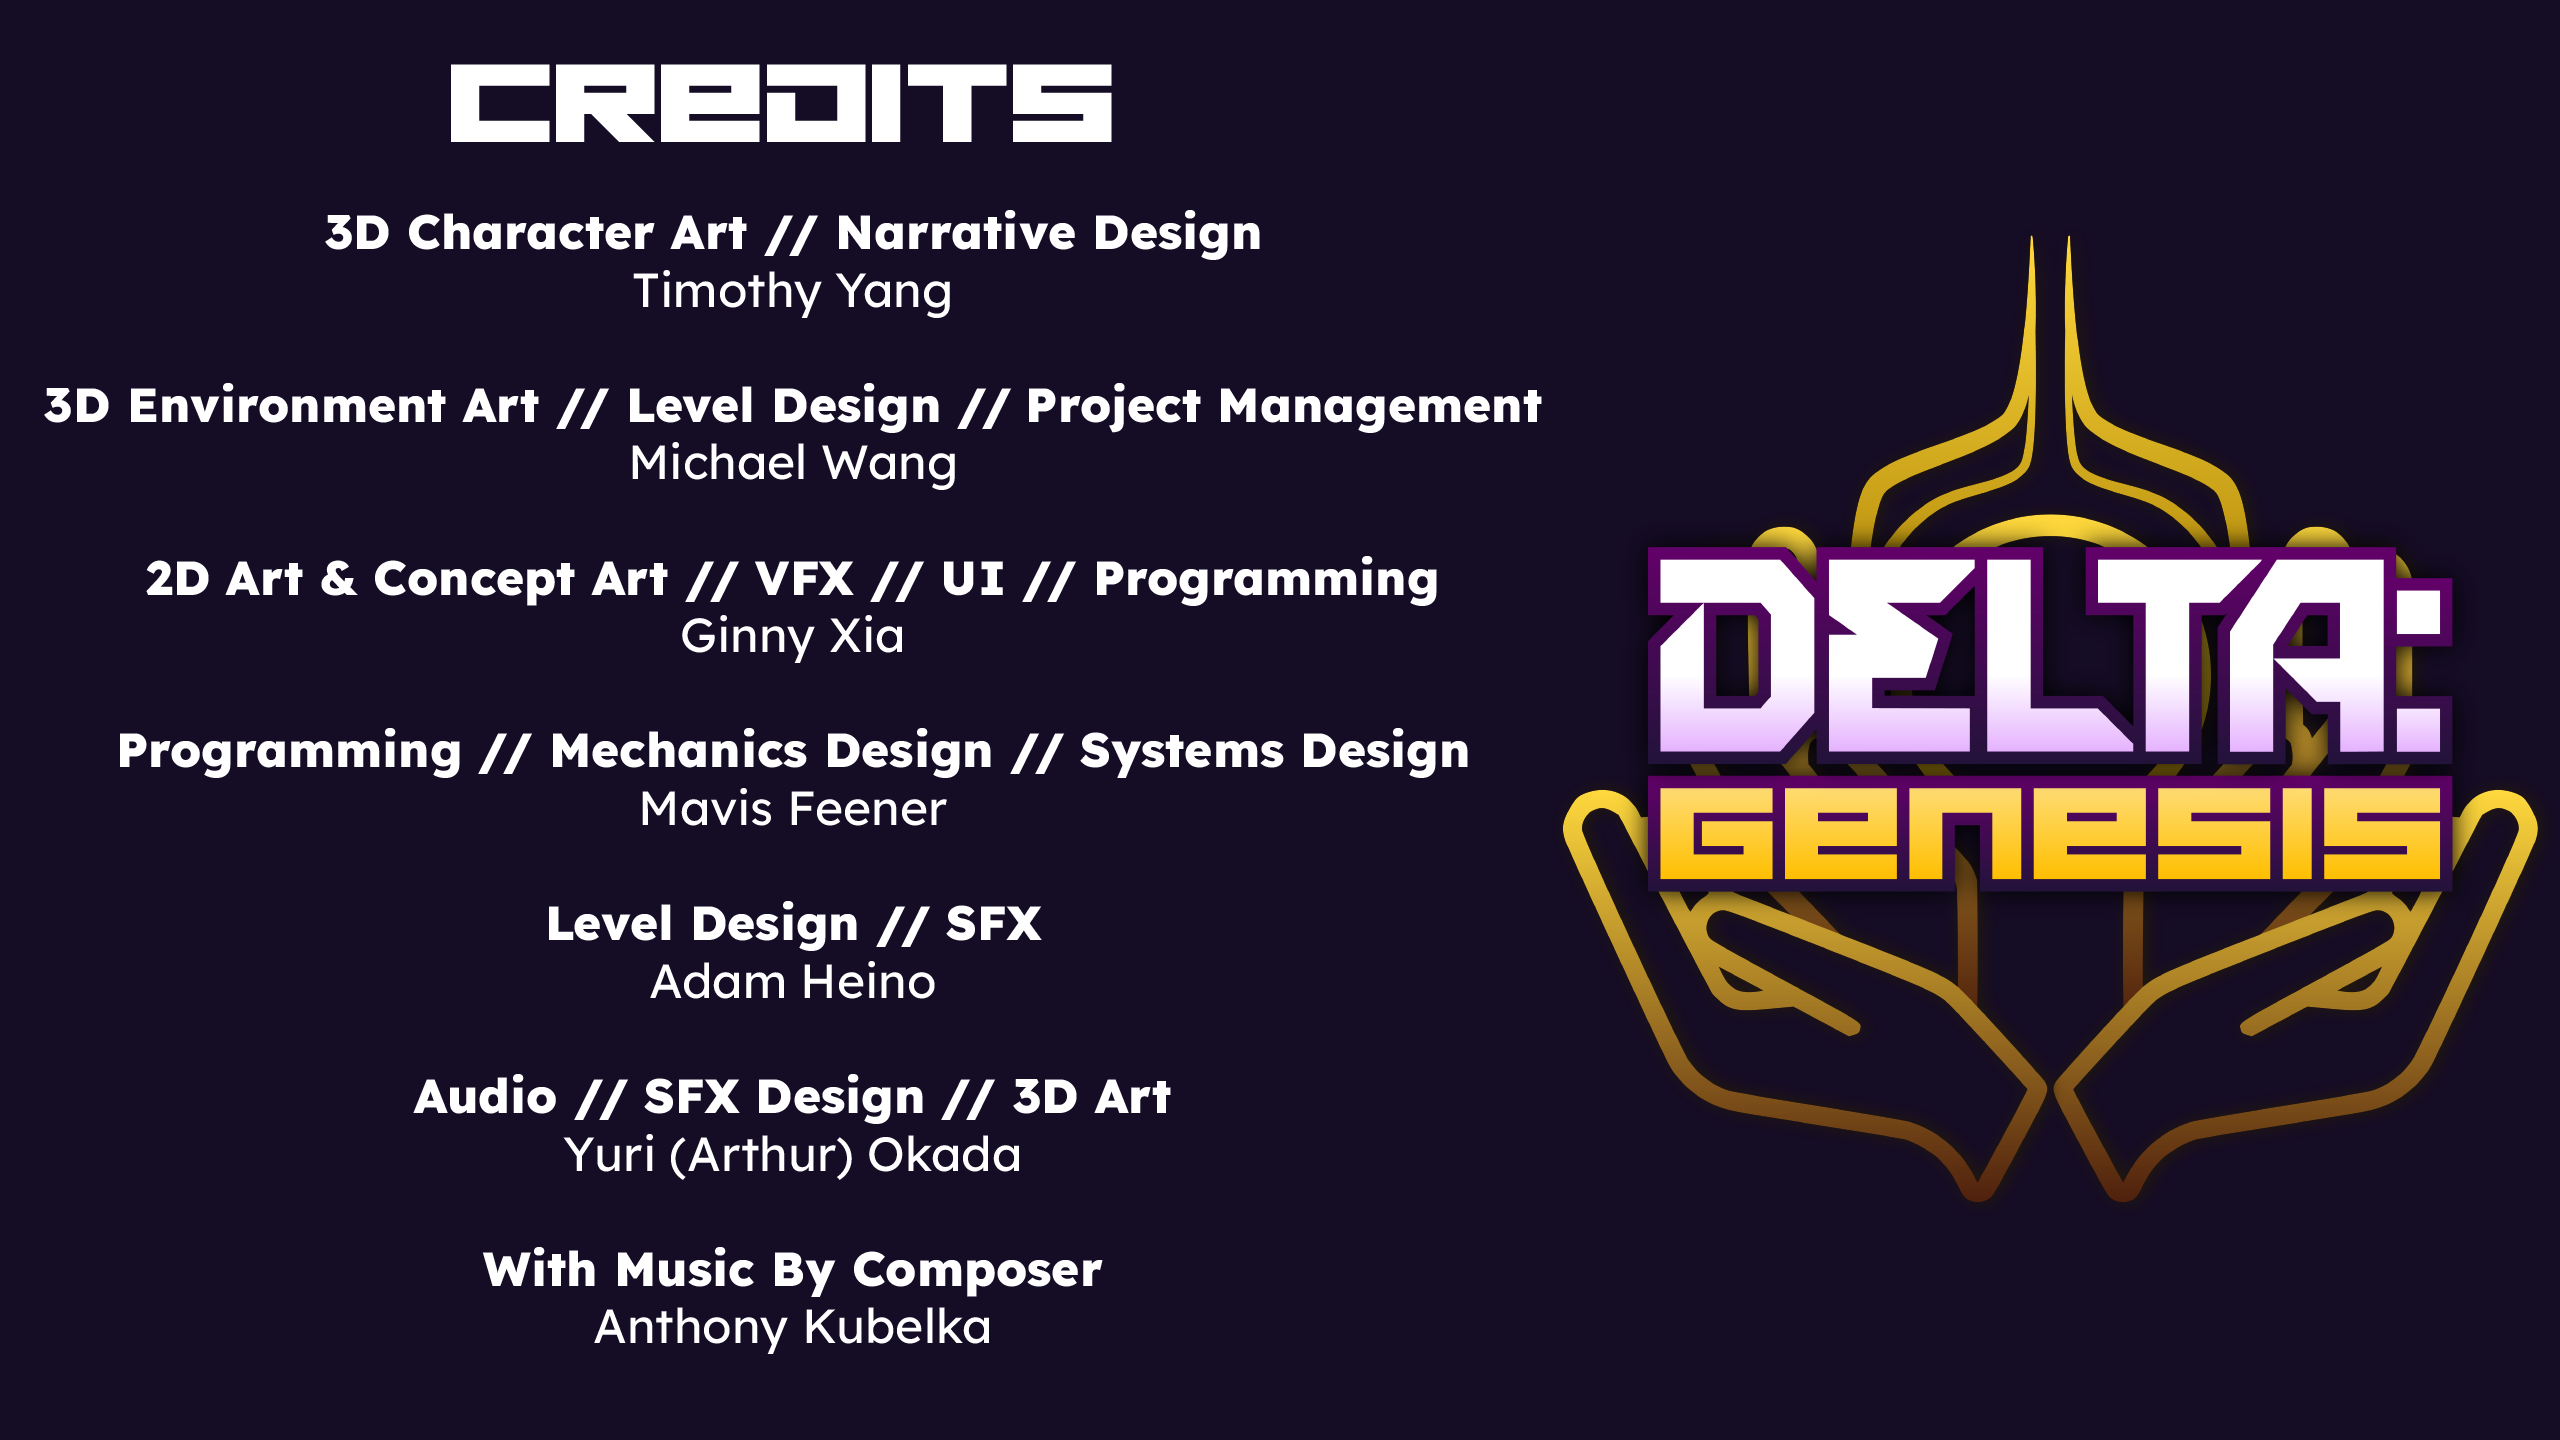 CREDITS
3D Character Art // Narrative Design
Timothy Yang
3D Environment Art // Level Design // Project Management
Michael Wang
2D Art & Concept Art // VFX // UI // Programming
Ginny Xia
Programming // Mechanics Design // Systems Design
Mavis Feener
Level Design // SFX
Adam Heino
Audio // SFX Design // 3D Art
Yuri (Arthur) Okada
With Music By Composer
Anthony Kubelka
DELTA:
GENESIS